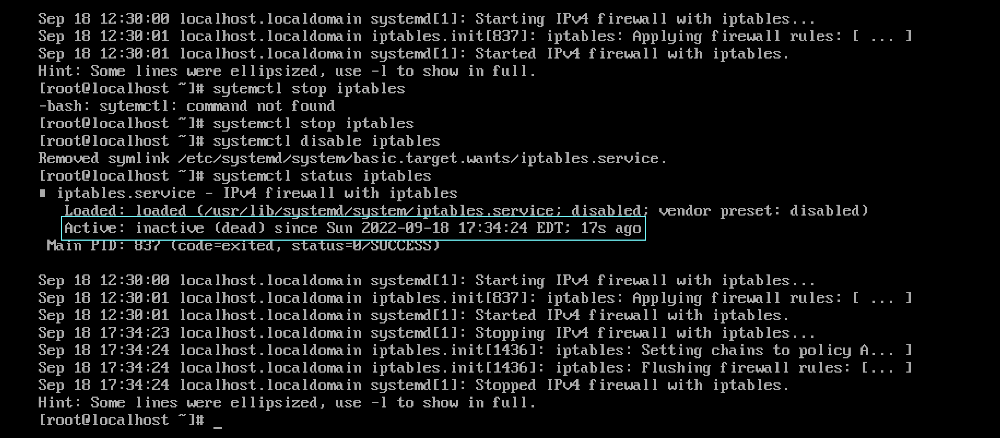 Sep 18 12:30:00 localhost.localdomain systemd[1]: Starting IPv4 firewall with iptables...
Sep 18 12:30:01 localhost.localdomain iptables.init[837]: iptables: Applying firewall rules: [ ... ]
Sep 18 12:30:01 localhost.localdomain systemd[1]: Started IPv4 firewall with iptables.
Hint: Some lines were ellipsized, use -l to show in full.
[root@localhost ~]# sytemctl stop iptables
-bash: sytemctl: command not found
[root@localhost ~]# systemctl stop iptables
[root@localhost ~]# systemctl disable iptables
Removed symlink /etc/systemd/system/basic.target.wants/iptables.service.
[root@localhost ~]# systemctl status iptables
■ iptables.service - IPv4 firewall with iptables
Loaded: loaded (/usr/lib/systemd/system/iptables.service; disabled; vendor preset: disabled)
Active: inactive (dead) since Sun 2022-09-18 17:34:24 EDT; 17s ago
Main PID: 837 (code=exited, status=0/SUCCESS)
Sep 18 12:30:00 localhost.localdomain systemd[1]: Starting IPv4 firewall with iptables...
Sep 18 12:30:01 localhost.localdomain iptables.init[837]: iptables: Applying firewall rules: [ ... ]
Sep 18 12:30:01 localhost.localdomain systemd[1]: Started IPv4 firewall with iptables.
Sep 18 17:34:23 localhost.localdomain systemd[1]: Stopping IPv4 firewall with iptables...
Sep 18 17:34:24 localhost.localdomain iptables.init[1436]: iptables: Setting chains to policy A... ]
Sep 18 17:34:24 localhost.localdomain iptables.init[1436]: iptables: Flushing firewall rules: [... ]
Sep 18 17:34:24 localhost.localdomain systemd[1]: Stopped IPv4 firewall with iptables.
Hint: Some lines were ellipsized, use -l to show in full.
[root@localhost ~]# _